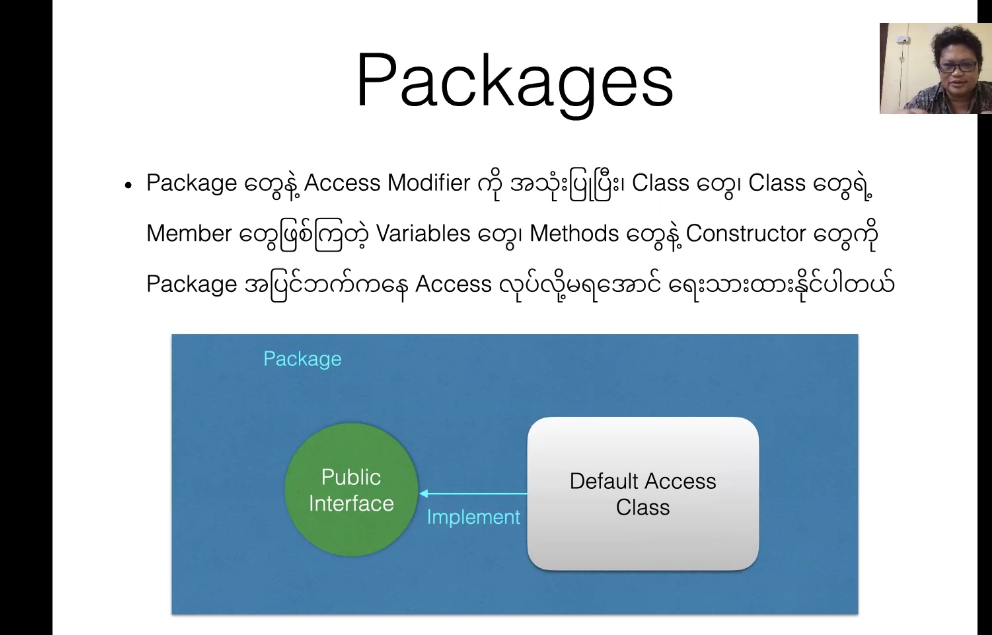 Packages
• Package တွေနဲ့ Access Modifier ကို အသုံးပြုပြီး၊ Class တွေ၊ Class တွေရဲ့
Member တွေဖြစ်ကြတဲ့ Variables တွေ၊ Methods တွေနဲ့ Constructor တွေကို
Package အပြင်ဘက်ကနေ Access လုပ်လို့မရအောင် ရေးသားထားနိုင်ပါတယ်
Package
Public
Interface
Implement
Default Access
Class